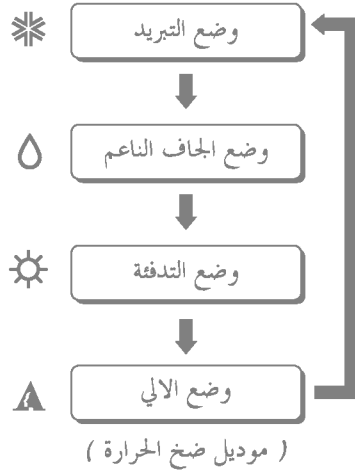 وضع التبريد
وضع الجاف الناعم
وضع التدفئة
وضع الالي
( موديل ضخ الحرارة )